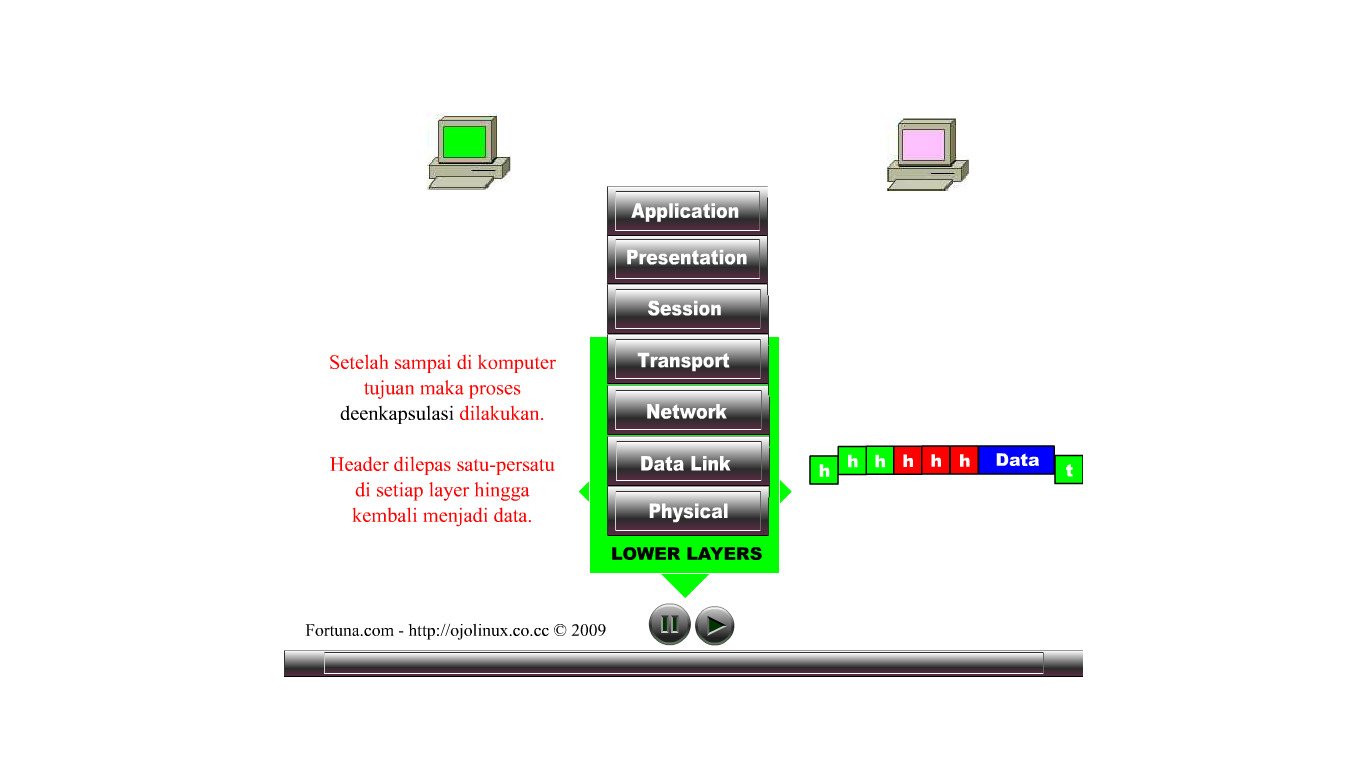 Application
Presentation
Session
Transport
Network
Data Link
Physical
LOWER LAYERS
Setelah sampai di komputer
tujuan maka proses
deenkapsulasi dilakukan.
Header dilepas satu-persatu
di setiap layer hingga
kembali menjadi data.
h h h h h h Data t
Fortuna.com - http://ojolinux.co.cc © 2009